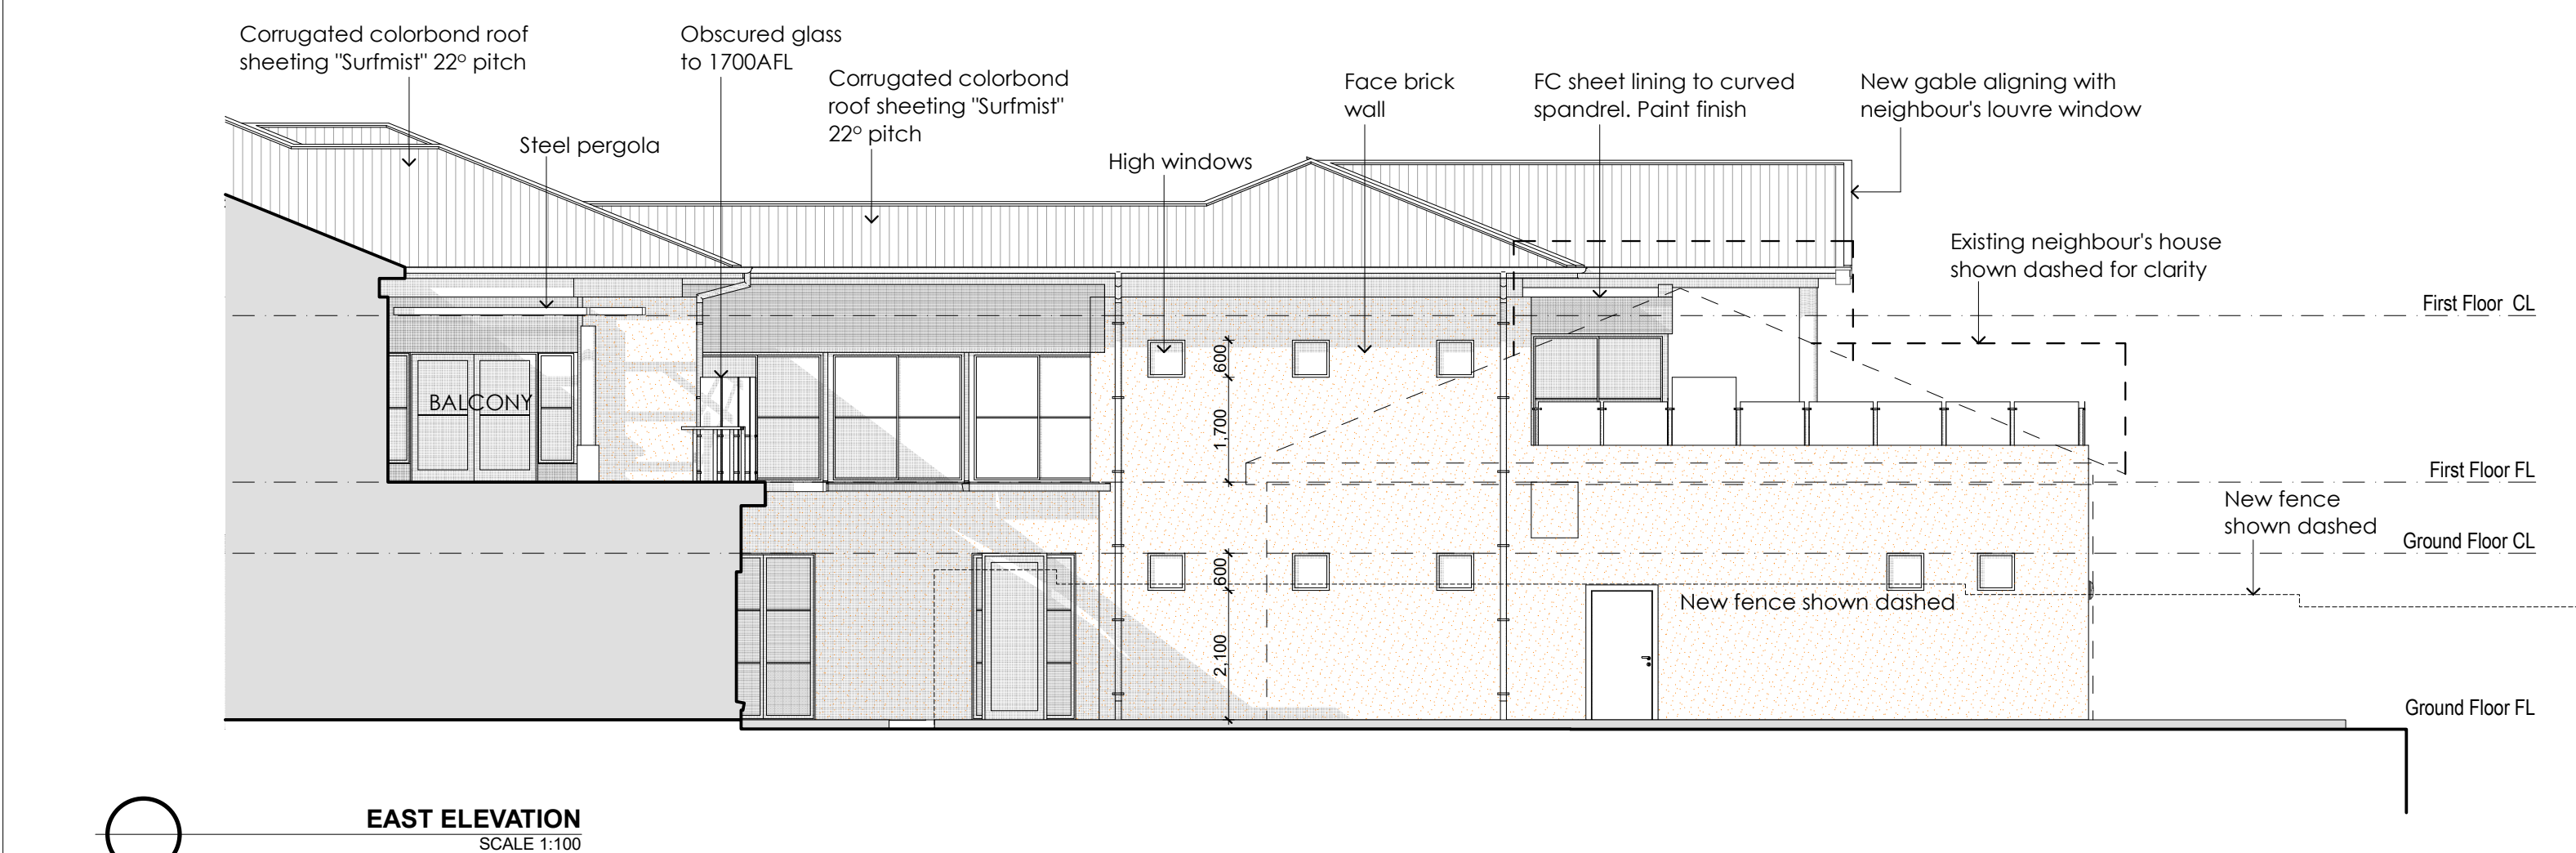 Corrugated colorbond roof
sheeting "Surfmist" 22° pitch
Obscured glass
to 1700AFL
Corrugated colorbond
roof sheeting "Surfmist"
22° pitch
Steel pergola
High windows
Face brick
wall
FC sheet lining to curved
spandrel. Paint finish
New gable aligning with
neighbour's louvre window
Existing neighbour's house
shown dashed for clarity
First Floor CL
600
BALCONY
1,700
First Floor FL
New fence
shown dashed
Ground Floor CL
600
New fence shown dashed
2,100
Ground Floor FL
EAST ELEVATION
SCALE 1:100